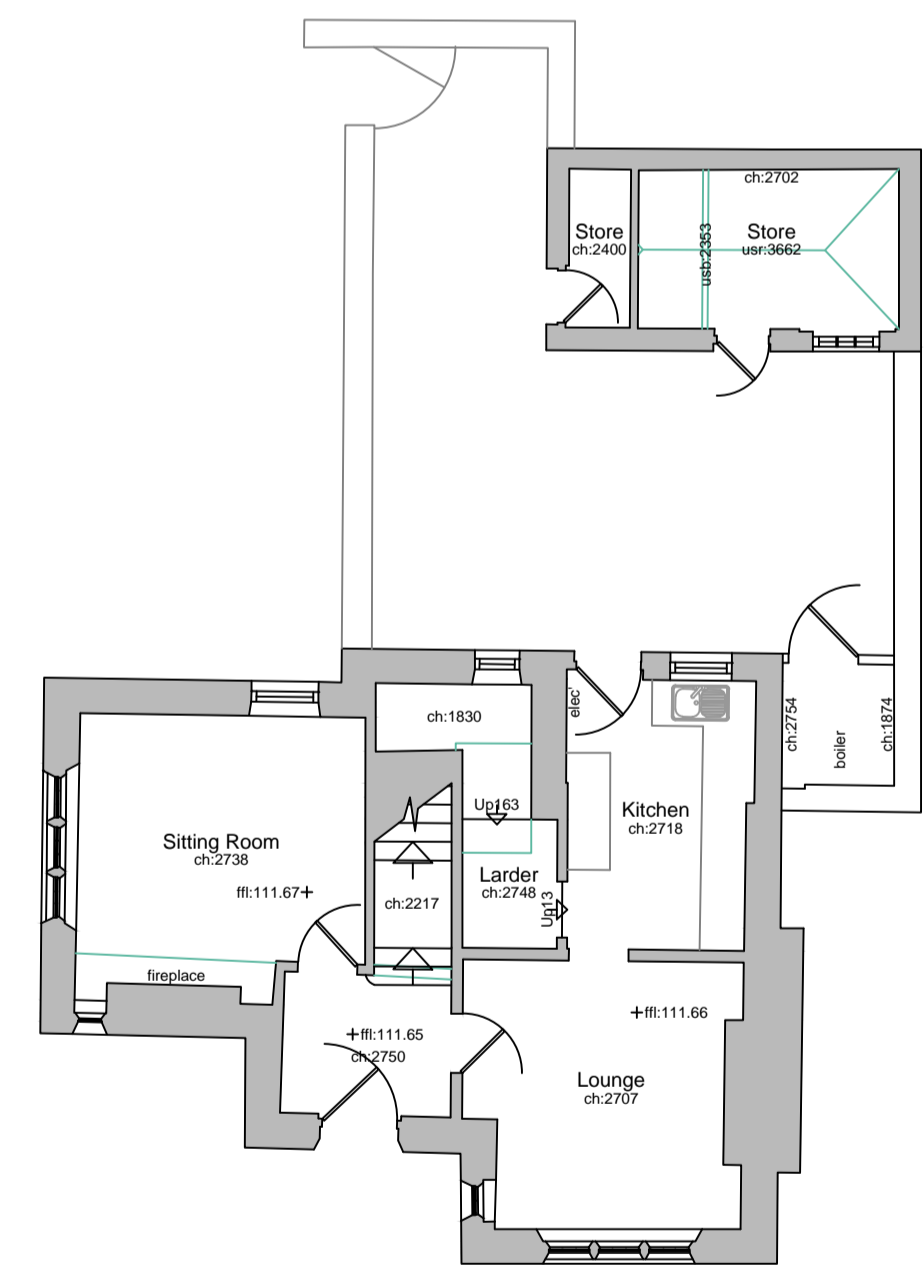 ch:2702
Store
ch:2400
usb:2353
Store
usr:3662
elec'
ch:2754
boiler
ch:1874
ch:1830
Up163
Kitchen
ch:2718
Sitting Room
ch:2738
ffl:111.67
Larder
ch:2748
Up13
ch:2217
fireplace
ffl:111.66
ffl:111.65
ch:2750
Lounge
ch:2707